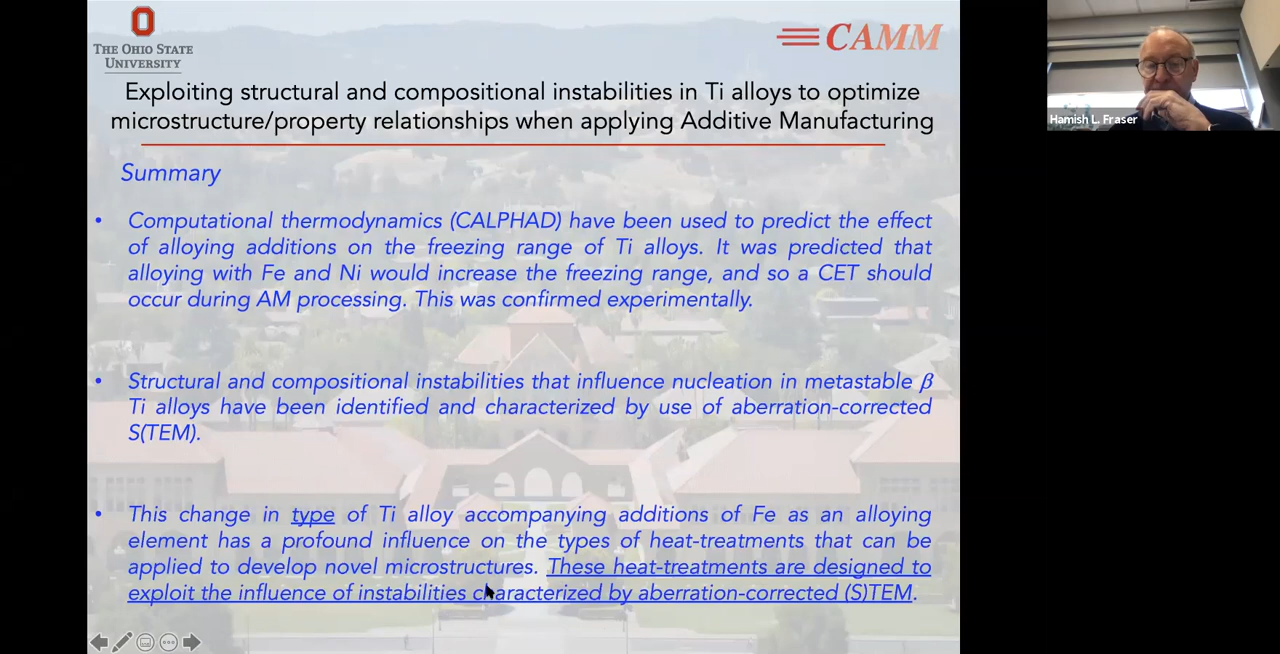 THE OHIO STATE
UNIVERSITY
CAMM
Exploiting structural and compositional instabilities in Ti alloys to optimize
microstructure/property relationships when applying Additive Manufacturing
Summary
• Computational thermodynamics (CALPHAD) have been used to predict the effect
of alloying additions on the freezing range of Ti alloys. It was predicted that
alloying with Fe and Ni would increase the freezing range, and so a CET should
occur during AM processing. This was confirmed experimentally.
• Structural and compositional instabilities that influence nucleation in metastable β
Ti alloys have been identified and characterized by use of aberration-corrected
S(TEM).
• This change in type of Ti alloy accompanying additions of Fe as an alloying
element has a profound influence on the types of heat-treatments that can be
applied to develop novel microstructures. These heat-treatments are designed to
exploit the influence of instabilities characterized by aberration-corrected (S)TEM.
Hamish L. Fraser